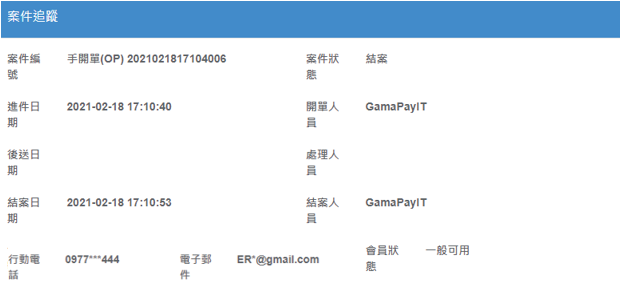 案件追蹤
案件編號 手開單(OP) 2021021817104006 案件狀態 結案
進件日期 2021-02-18 17:10:40 開單人員 GamaPayIT
後送日期 處理人員
結案日期 2021-02-18 17:10:53 結案人員 GamaPayIT
行動電話 0977***444 電子郵件 ER*@gmail.com 會員狀態 一般可用